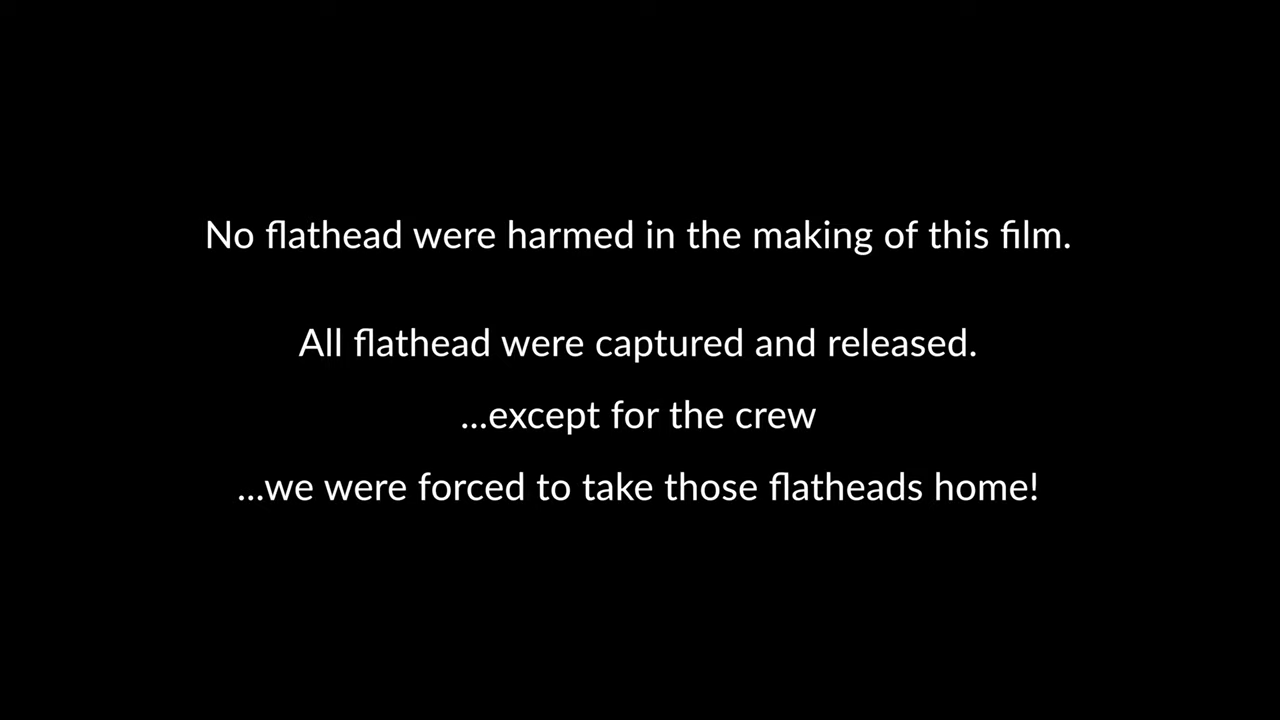 No flathead were harmed in the making of this film.
All flathead were captured and released.
...except for the crew
...we were forced to take those flatheads home!